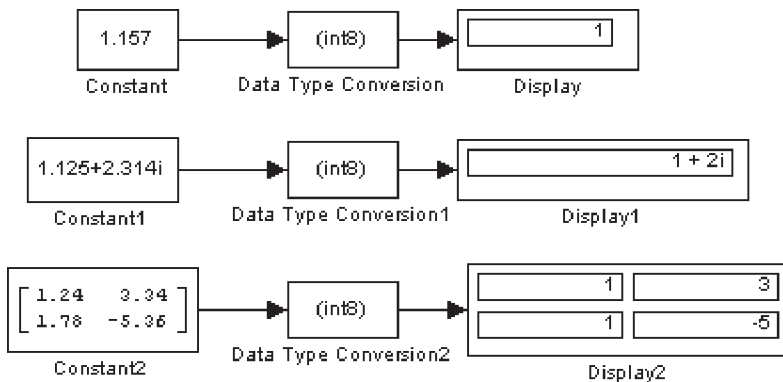 1.157 (int8) 1
Constant Data Type Conversion Display
1.125+2.314i (int8) 1 + 2i
Constant1 Data Type Conversion1 Display1
1.24 3.34 (int8) 1 3
1.78 -5.36 1 -5
Constant2 Data Type Conversion2 Display2